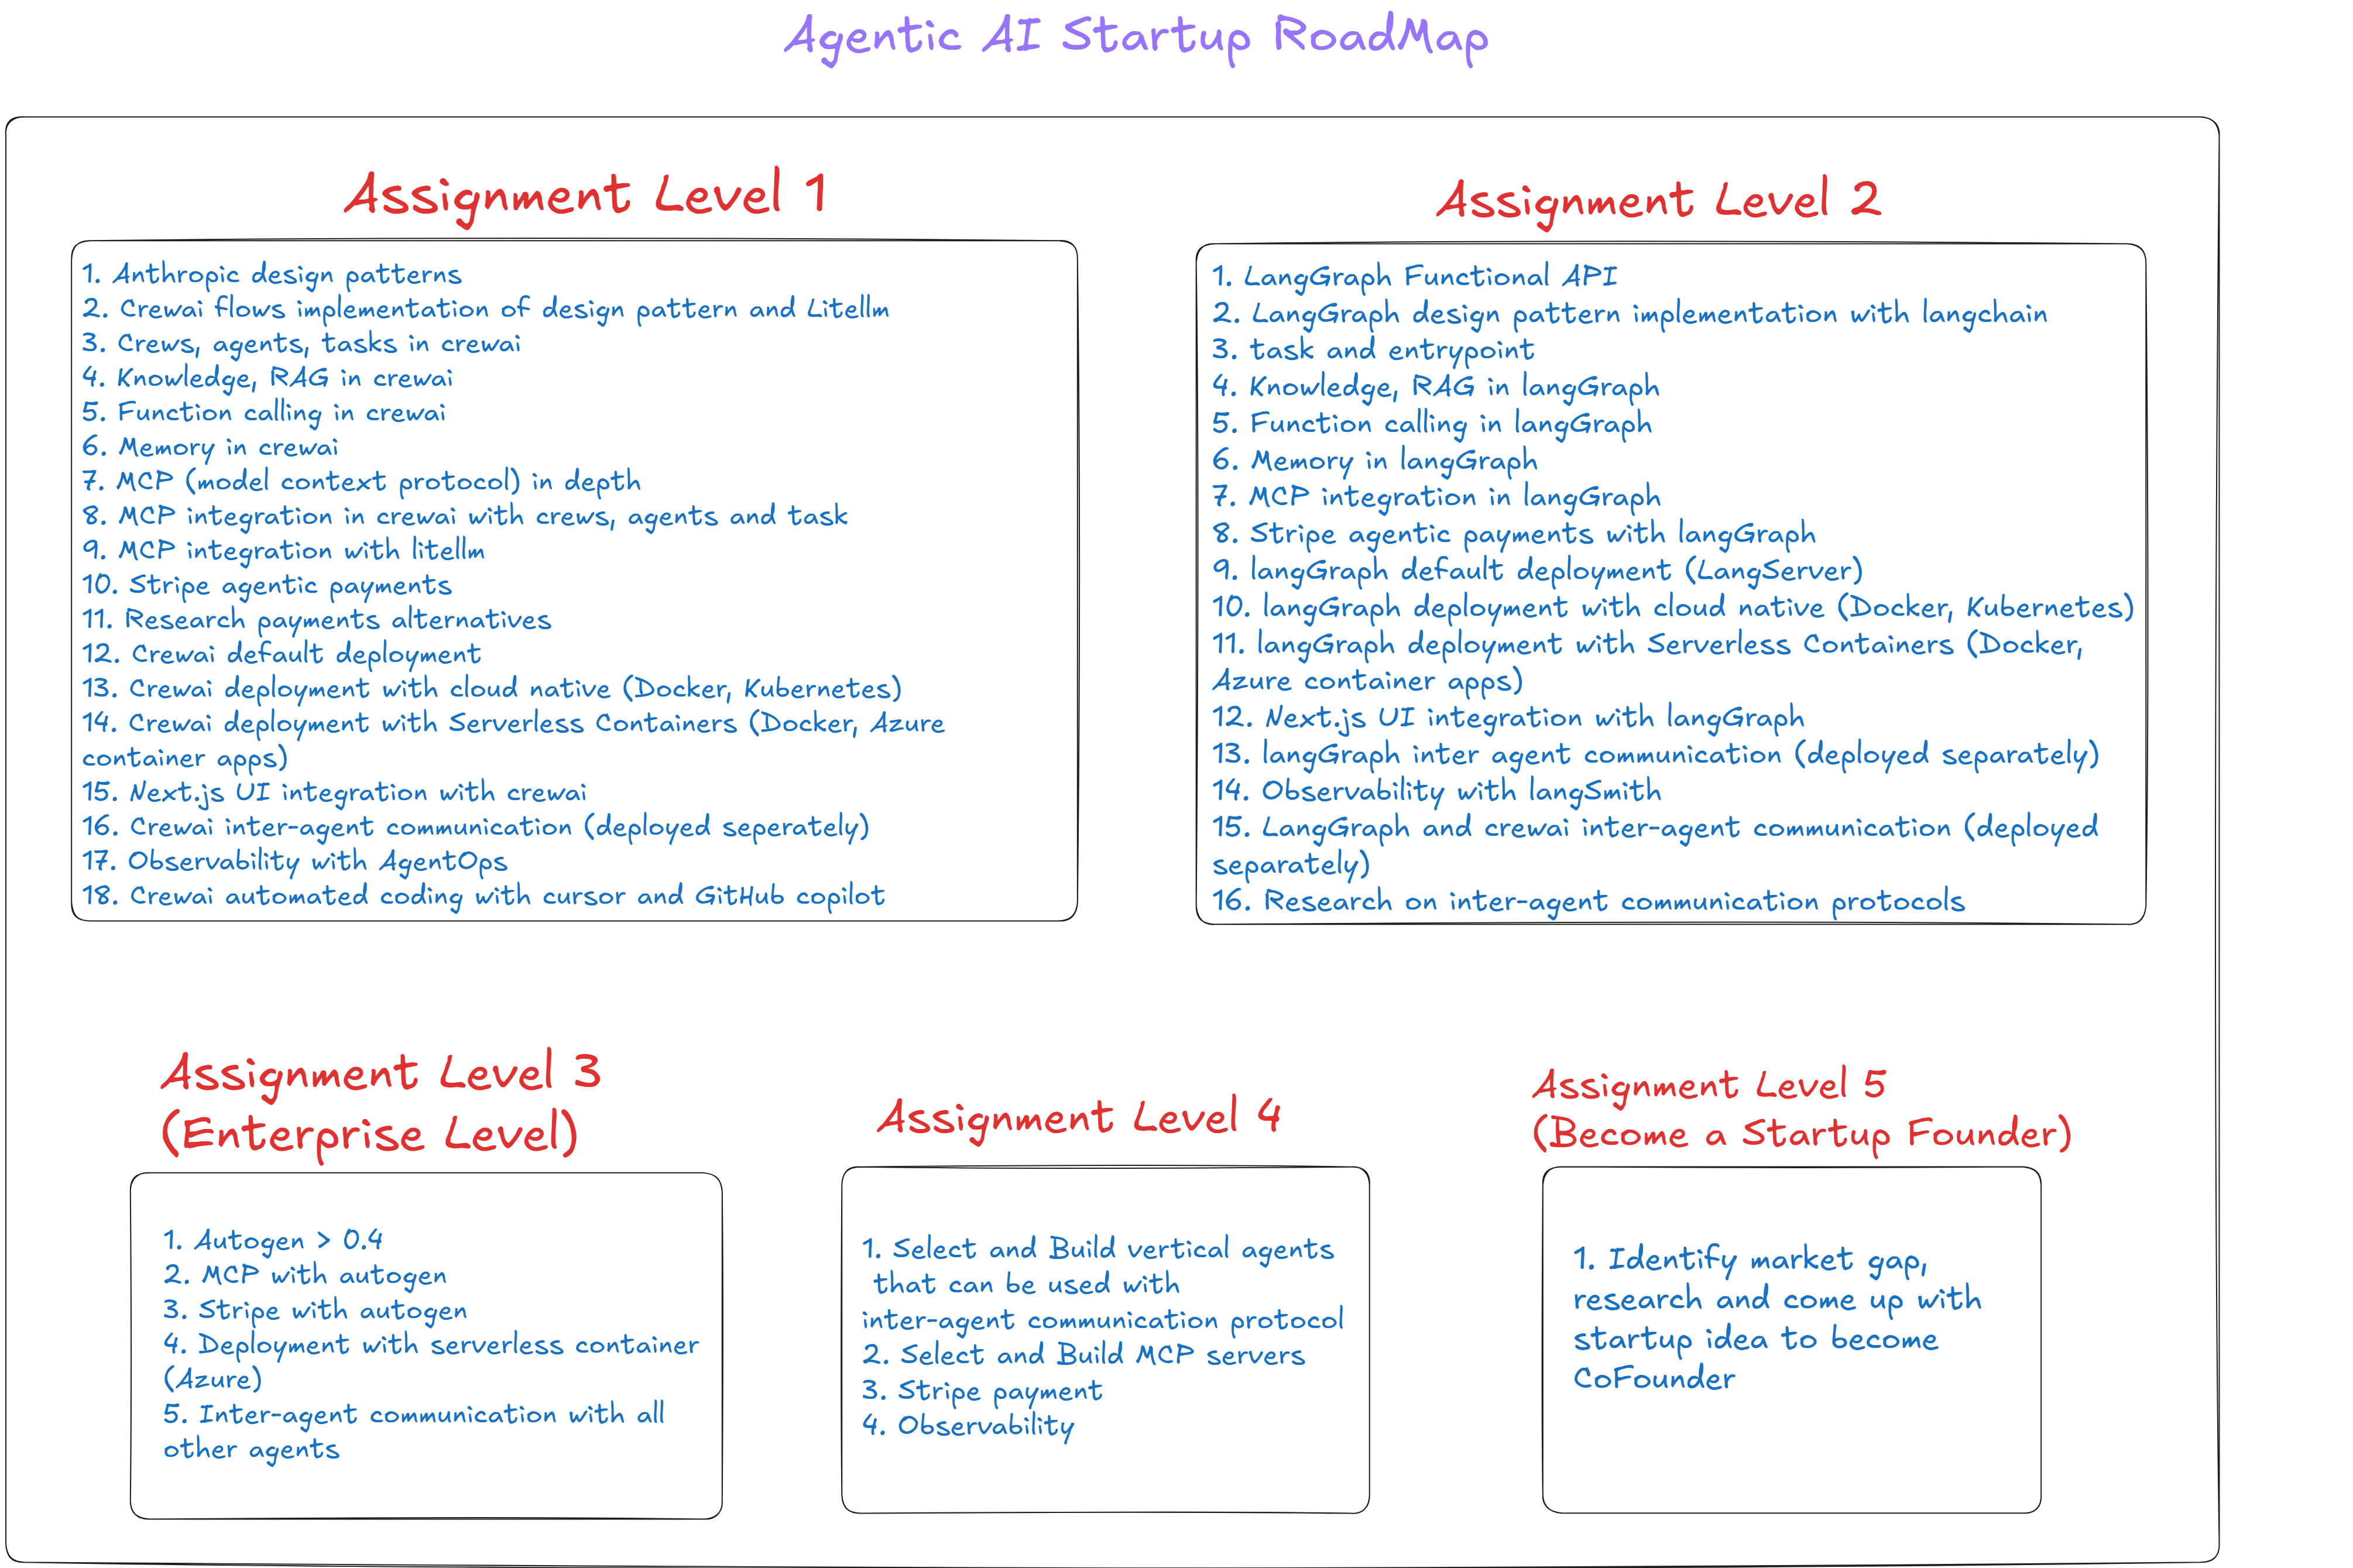 Agentic AI Startup RoadMap
Assignment Level 1
1. Anthropic design patterns
2. Crewai flows implementation of design pattern and Litellm
3. Crews, agents, tasks in crewai
4. Knowledge, RAG in crewai
5. Function calling in crewai
6. Memory in crewai
7. MCP (model context protocol) in depth
8. MCP integration in crewai with crews, agents and task
9. MCP integration with litellm
10. Stripe agentic payments
11. Research payments alternatives
12. Crewai default deployment
13. Crewai deployment with cloud native (Docker, Kubernetes)
14. Crewai deployment with Serverless Containers (Docker, Azure
container apps)
15. Next.js UI integration with crewai
16. Crewai inter-agent communication (deployed seperately)
17. Observability with AgentOps
18. Crewai automated coding with cursor and GitHub copilot
Assignment Level 2
1. LangGraph Functional API
2. LangGraph design pattern implementation with langchain
3. task and entrypoint
4. Knowledge, RAG in langGraph
5. Function calling in langGraph
6. Memory in langGraph
7. MCP integration in langGraph
8. Stripe agentic payments with langGraph
9. langGraph default deployment (LangServer)
10. langGraph deployment with cloud native (Docker, Kubernetes)
11. langGraph deployment with Serverless Containers (Docker,
Azure container apps)
12. Next.js UI integration with langGraph
13. langGraph inter agent communication (deployed separately)
14. Observability with langSmith
15. LangGraph and crewai inter-agent communication (deployed
separately)
16. Research on inter-agent communication protocols
Assignment Level 3
(Enterprise Level)
1. Autogen > 0.4
2. MCP with autogen
3. Stripe with autogen
4. Deployment with serverless container
(Azure)
5. Inter-agent communication with all
other agents
Assignment Level 4
1. Select and Build vertical agents
that can be used with
inter-agent communication protocol
2. Select and Build MCP servers
3. Stripe payment
4. Observability
Assignment Level 5
(Become a Startup Founder)
1. Identify market gap,
research and come up with
startup idea to become
CoFounder